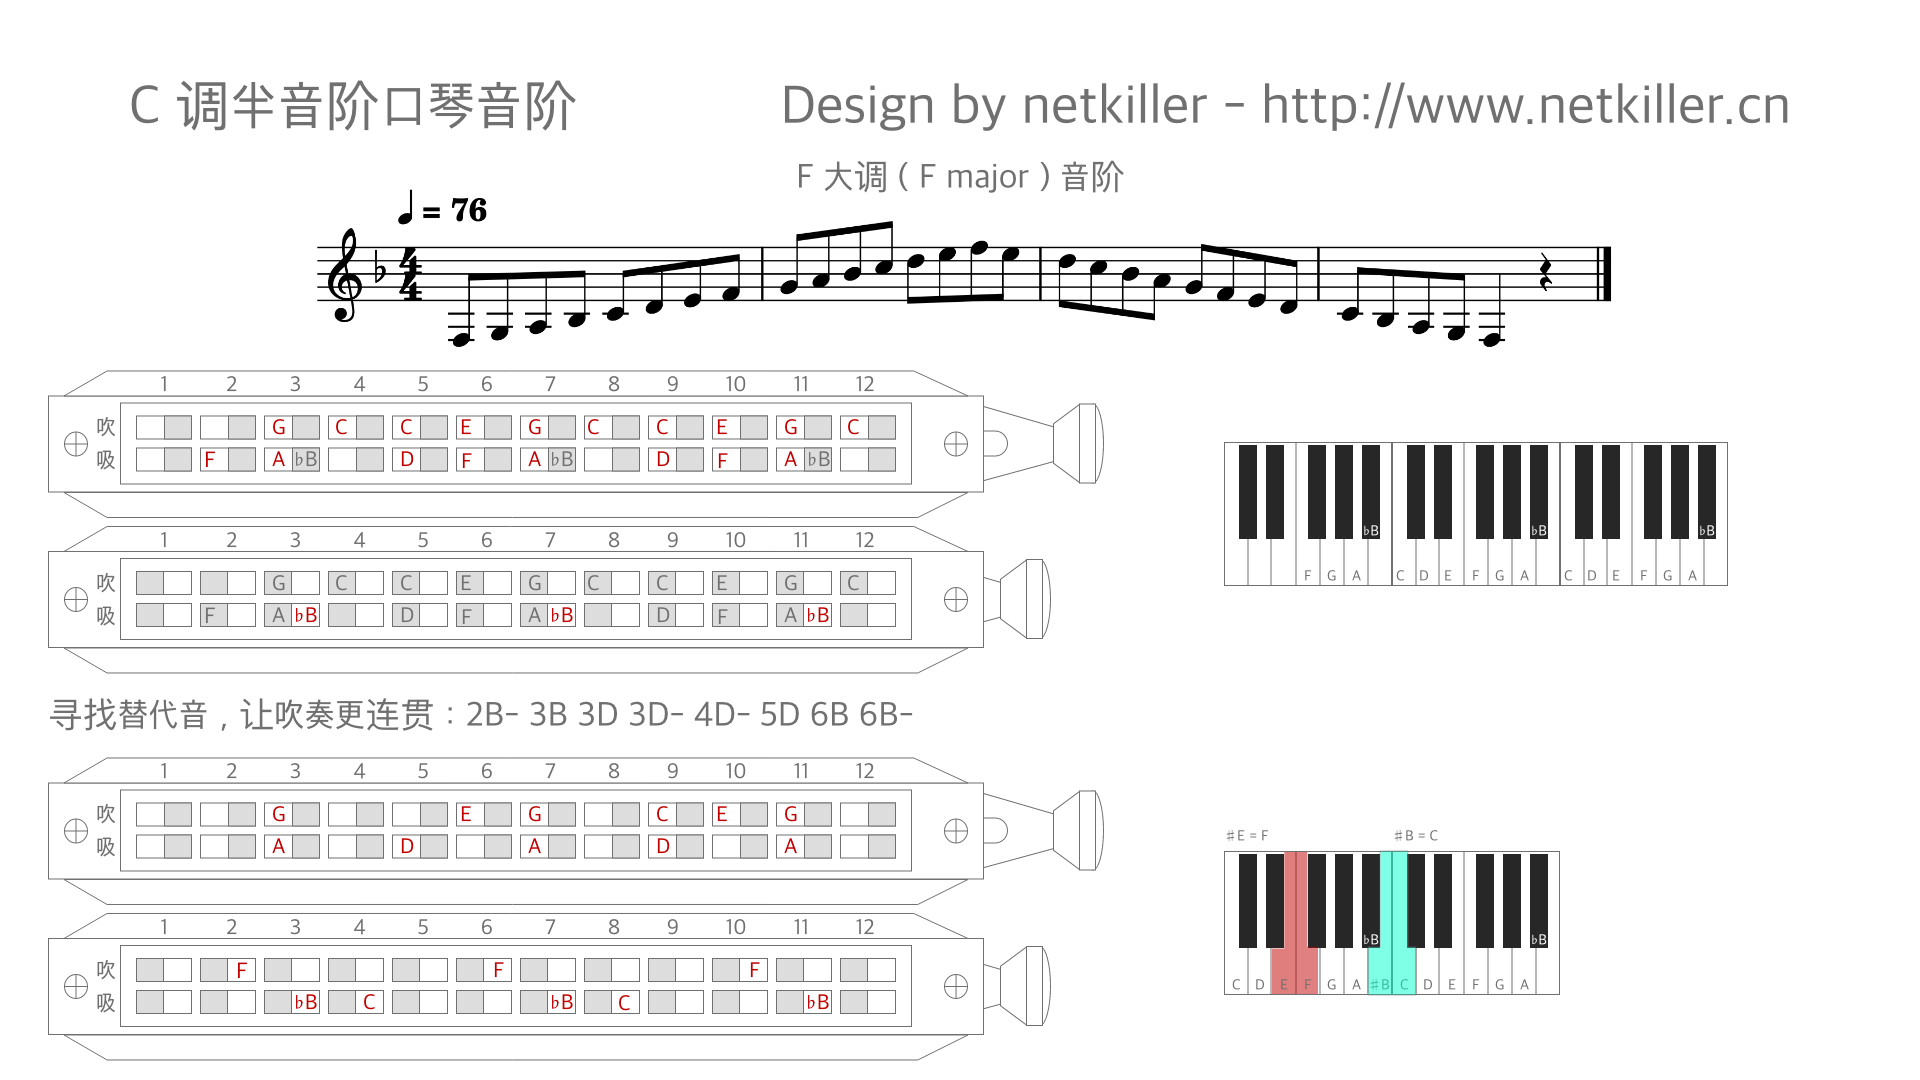 C 调半音阶口琴音阶 Design by netkiller - http://www.netkiller.cn
F 大调 ( F major ) 音阶
= 76
4
4
1 2 3 4 5 6 7 8 9 10 11 12
吹 G C C E G C C E G C
吸 F A ♭B D F A ♭B D F A ♭B
♭B ♭B ♭B
F G A C D E F G A C D E F G A
1 2 3 4 5 6 7 8 9 10 11 12
吹 G C C E G C C E G C
吸 F A ♭B D F A ♭B D F A ♭B
寻找替代音，让吹奏更连贯：2B- 3B 3D 3D- 4D- 5D 6B 6B-
1 2 3 4 5 6 7 8 9 10 11 12
吹 G E G C E G
吸 A D A D A
♯E = F ♯B = C
♭B ♭B
C D E F G A ♯B C D E F G A
1 2 3 4 5 6 7 8 9 10 11 12
吹 F F F
吸 ♭B C ♭B C ♭B